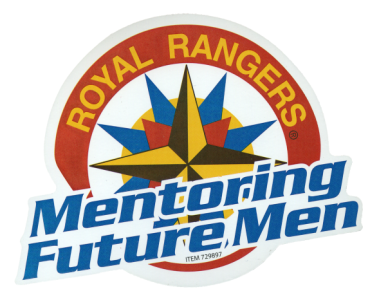 ROYAL RANGERS
®
Mentoring
Future Men
ITEM 729897